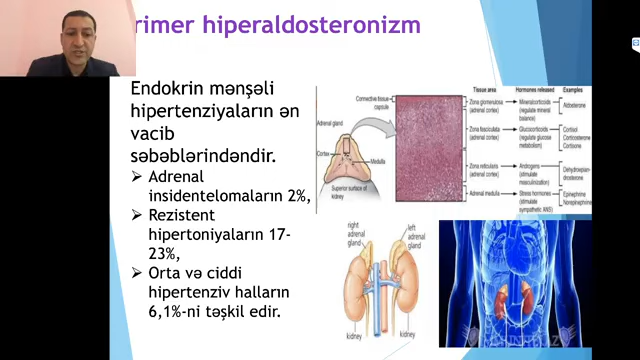 rimer hiperaldosteronizm
Endokrin mənşəli
hipertenziyaların ən
vacib
səbəblərindəndir.
➢ Adrenal
insidentelomaların 2%,
➢ Rezistent
hipertoniyaların 17-
23%,
➢ Orta və ciddi
hipertenziv halların
6,1%-ni təşkil edir.
Tissue area
Hormones released
Examples
Connective tissue
capsule
Adrenal gland
Cortex
Medulla
Superior surface of
kidney
Zona glomerulosa
(adrenal cortex)
Mineralocorticoids
(regulate mineral
balance)
Aldosterone
Zona fasciculata
(adrenal cortex)
Glucocorticoids
(regulate glucose
metabolism)
Cortisol
Corticosterone
Cortisone
Zona reticularis
(adrenal cortex)
Androgens
(stimulate
masculinization)
Dehydroepi-
androsterone
Adrenal medulla
Stress hormones
(stimulate
sympathetic ANS)
Epinephrine
Norepinephrine
right
adrenal
gland
left
adrenal
gland
kidney
kidney